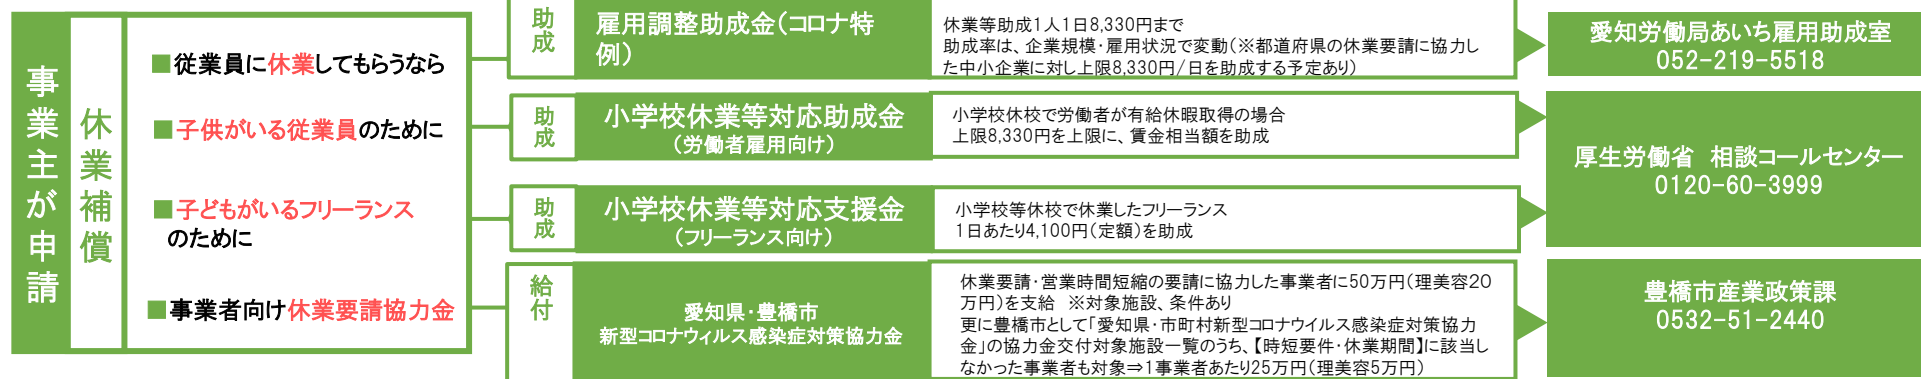 事業主が申請
休業補償
■従業員に休業してもらうなら
■子供がいる従業員のために
■子どもがいるフリーランス
のために
■事業者向け休業要請協力金
助成
雇用調整助成金(コロナ特
例)
休業等助成1人1日8,330円まで
助成率は、企業規模・雇用状況で変動(※都道府県の休業要請に協力し
た中小企業に対し上限8,330円/日を助成する予定あり)
愛知労働局あいち雇用助成室
052-219-5518
助成
小学校休業等対応助成金
(労働者雇用向け)
小学校休校で労働者が有給休暇取得の場合
上限8,330円を上限に、賃金相当額を助成
厚生労働省 相談コールセンター
0120-60-3999
助成
小学校休業等対応支援金
(フリーランス向け)
小学校等休校で休業したフリーランス
1日あたり4,100円(定額)を助成
給付
愛知県・豊橋市
新型コロナウィルス感染症対策協力金
休業要請・営業時間短縮の要請に協力した事業者に50万円(理美容20
万円)を支給 ※対象施設、条件あり
更に豊橋市として「愛知県・市町村新型コロナウイルス感染症対策協力
金」の協力金交付対象施設一覧のうち、【時短要件・休業期間】に該当し
なかった事業者も対象⇒1事業者あたり25万円(理美容5万円)
豊橋市産業政策課
0532-51-2440